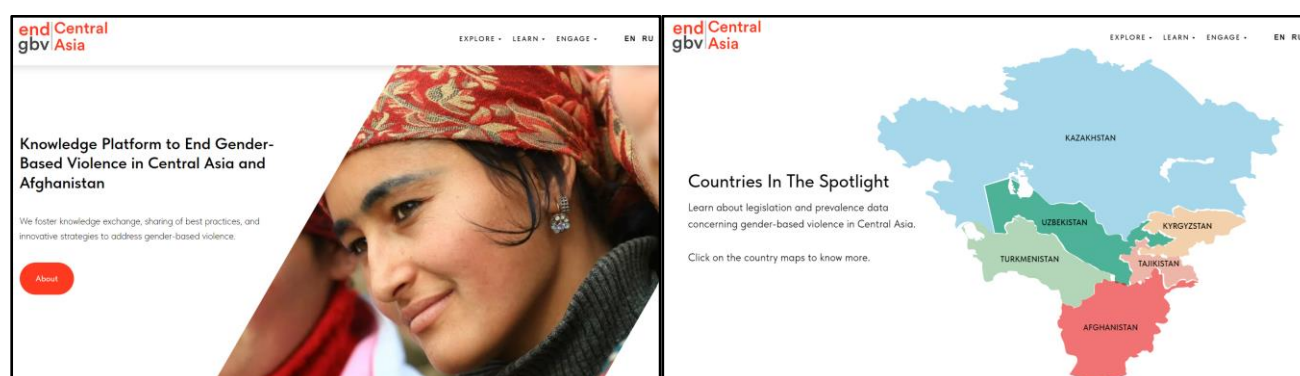 end Central
gbv Asia
EXPLORE LEARN ENGAGE EN RU
Knowledge Platform to End Gender-
Based Violence in Central Asia and
Afghanistan
We foster knowledge exchange, sharing of best practices, and
innovative strategies to address gender-based violence.
About
end Central
gbv Asia
EXPLORE LEARN ENGAGE EN RU
KAZAKHSTAN
Countries In The Spotlight
Learn about legislation and prevalence data
concerning gender-based violence in Central Asia.
Click on the country maps to know more.
UZBEKISTAN
KYRGYZSTAN
TURKMENISTAN
TAJIKISTAN
AFGHANISTAN